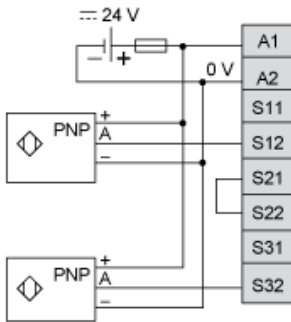 ⎓ 24 V
− +
0 V
A1
A2
S11
S12
S21
S22
S31
S32
PNP
+
A
−
PNP
+
A
−